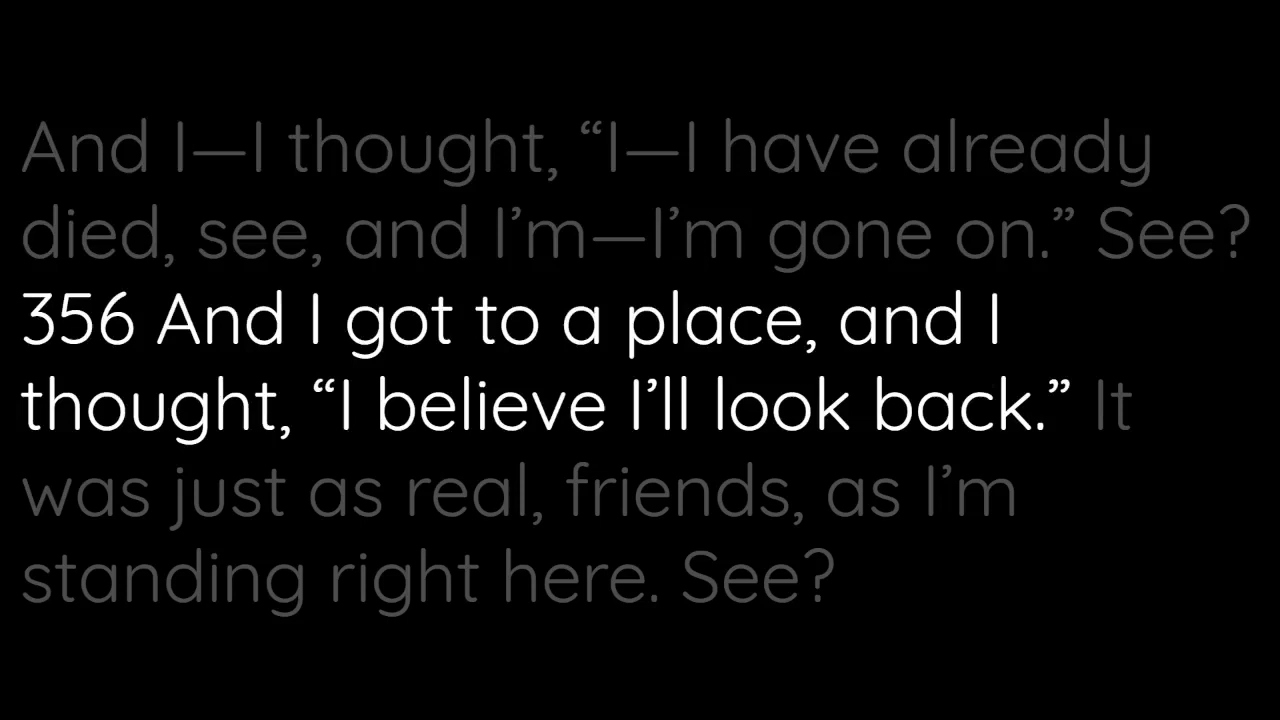 And I—I thought, “I—I have already
died, see, and I’m—I’m gone on.” See?
356 And I got to a place, and I
thought, “I believe I’ll look back.” It
was just as real, friends, as I’m
standing right here. See?